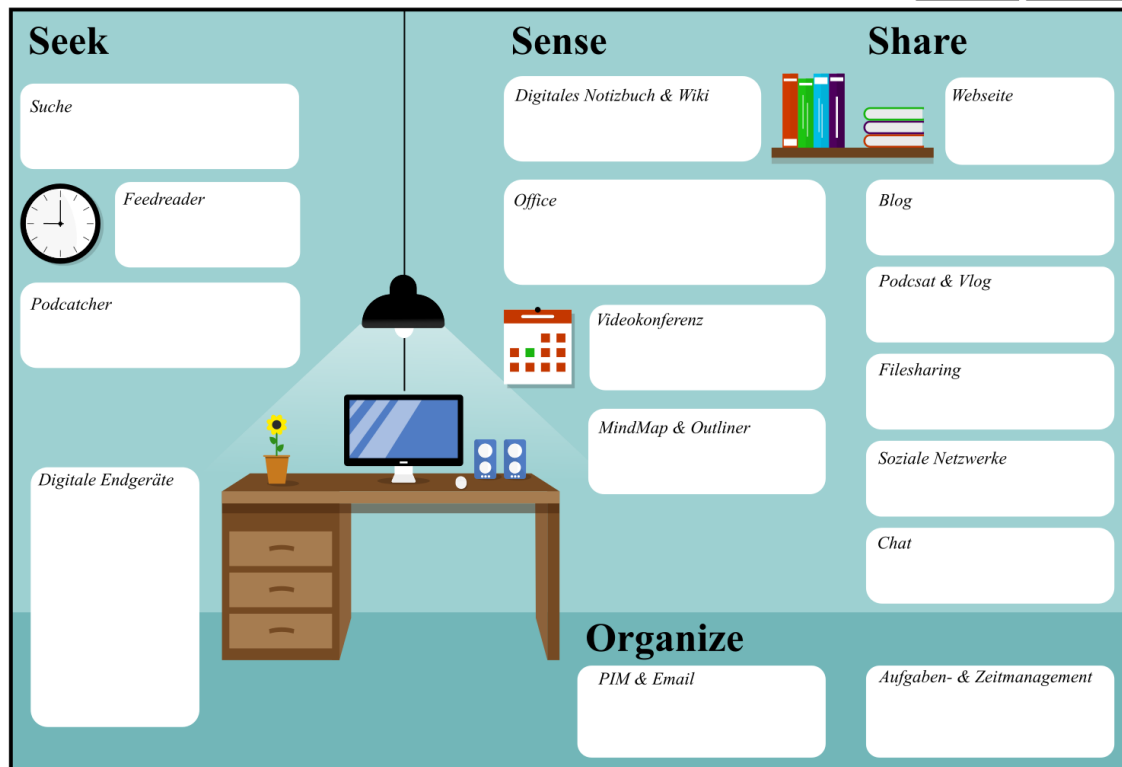 Seek
Suche
Feedreader
Podcatcher
Digitale Endgeräte
Sense
Digitales Notizbuch & Wiki
Office
Videokonferenz
MindMap & Outliner
Share
Webseite
Blog
Podcsat & Vlog
Filesharing
Soziale Netzwerke
Chat
Organize
PIM & Email
Aufgaben- & Zeitmanagement